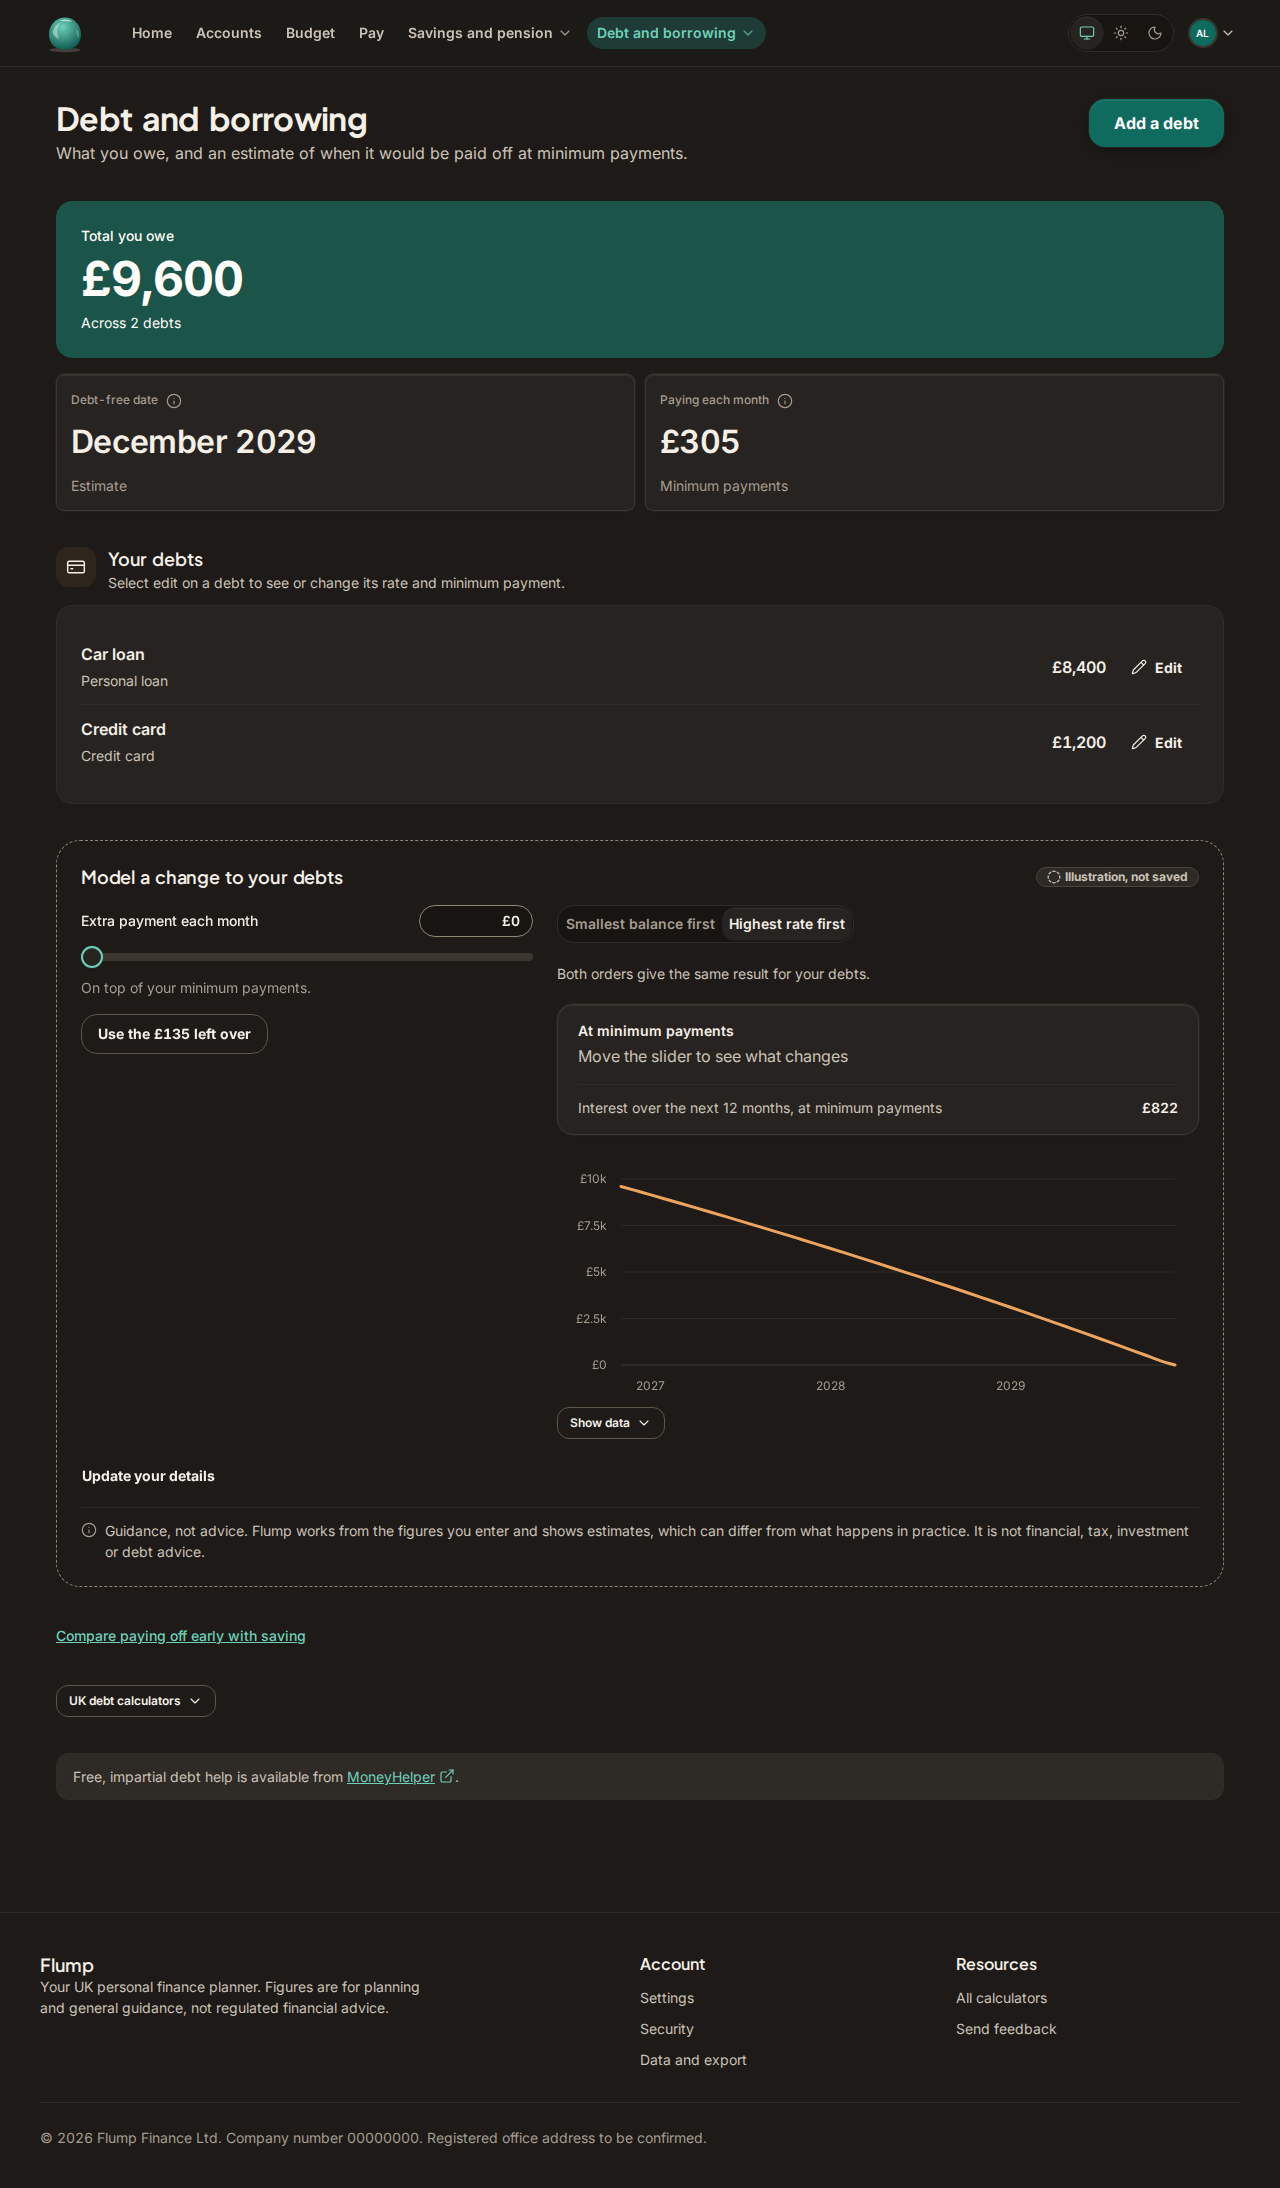 Home
Accounts
Budget
Pay
Savings and pension
Debt and borrowing
AL
Debt and borrowing
What you owe, and an estimate of when it would be paid off at minimum payments.
Add a debt
Total you owe
£9,600
Across 2 debts
Debt-free date
December 2029
Estimate
Paying each month
£305
Minimum payments
Your debts
Select edit on a debt to see or change its rate and minimum payment.
Car loan
Personal loan
£8,400
Edit
Credit card
Credit card
£1,200
Edit
Model a change to your debts
Illustration, not saved
Extra payment each month
£0
On top of your minimum payments.
Use the £135 left over
Smallest balance first
Highest rate first
Both orders give the same result for your debts.
At minimum payments
Move the slider to see what changes
Interest over the next 12 months, at minimum payments
£822
£10k
£7.5k
£5k
£2.5k
£0
2027
2028
2029
Show data
Update your details
Guidance, not advice. Flump works from the figures you enter and shows estimates, which can differ from what happens in practice. It is not financial, tax, investment
or debt advice.
Compare paying off early with saving
UK debt calculators
Free, impartial debt help is available from MoneyHelper.
Flump
Your UK personal finance planner. Figures are for planning
and general guidance, not regulated financial advice.
Account
Settings
Security
Data and export
Resources
All calculators
Send feedback
© 2026 Flump Finance Ltd. Company number 00000000. Registered office address to be confirmed.